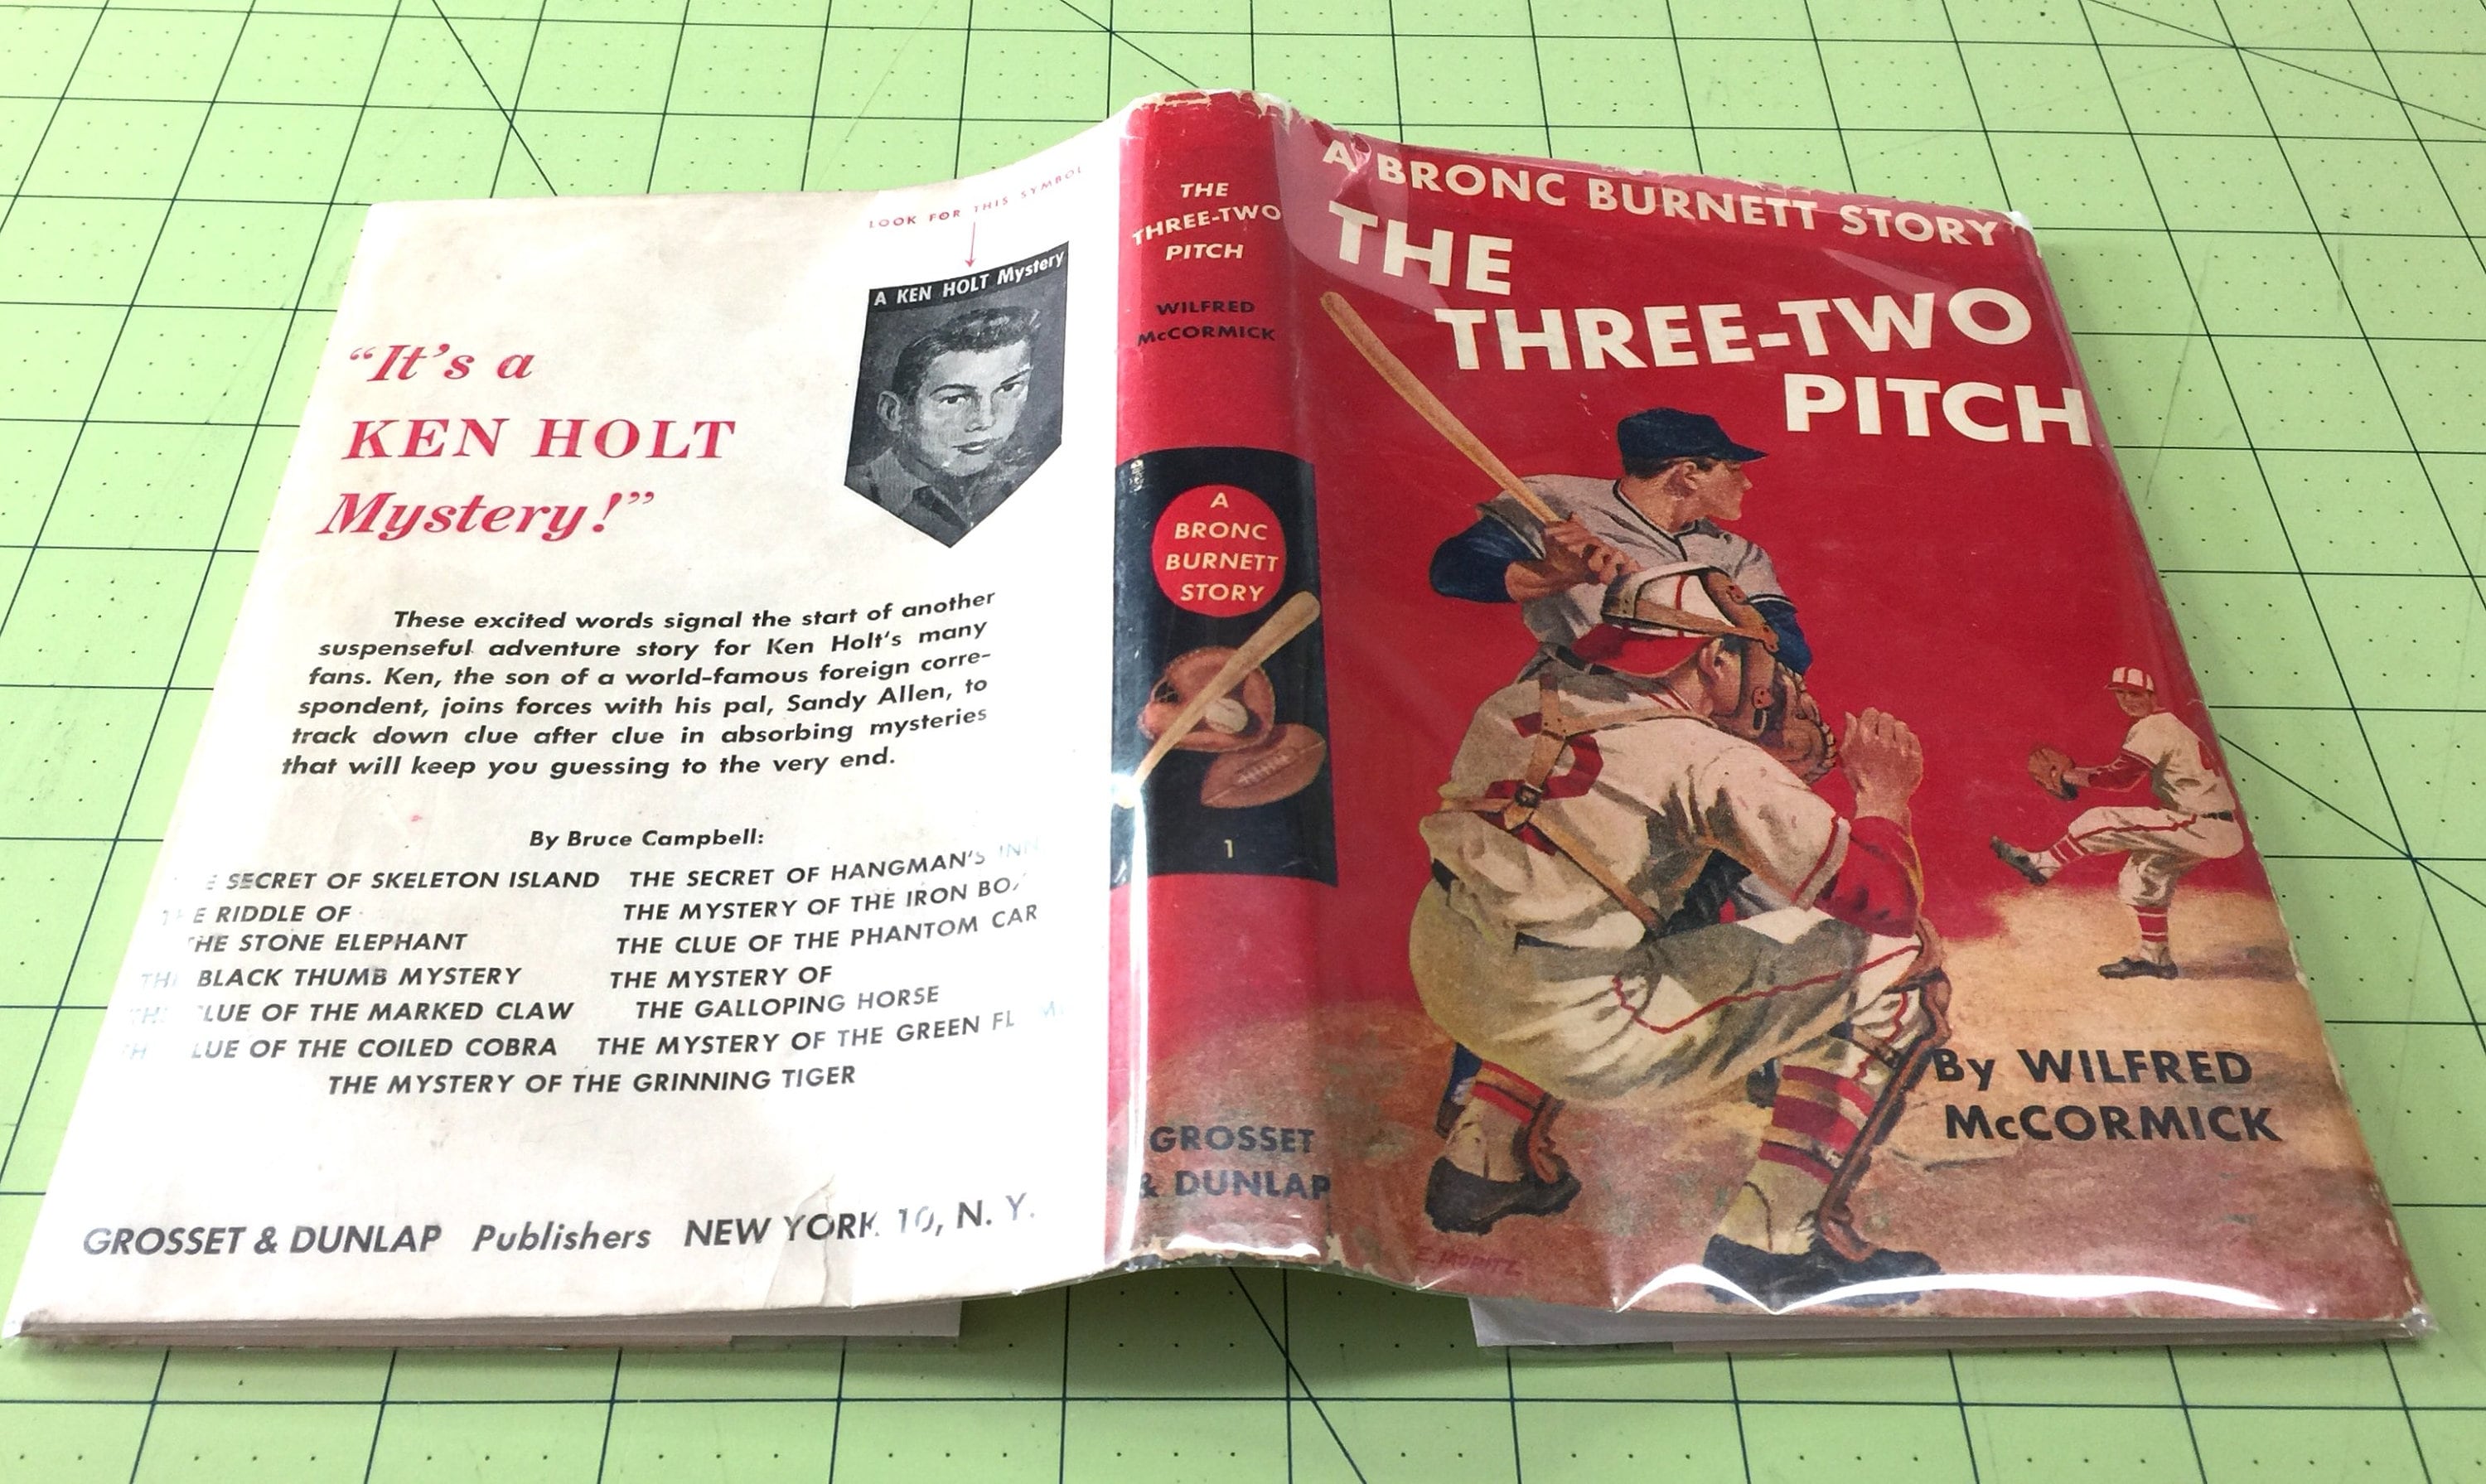 LOOK FOR THIS SYMBOL
A KEN HOLT Mystery
“It's a
KEN HOLT
Mystery!”
These excited words signal the start of another
suspenseful adventure story for Ken Holt's many
fans. Ken, the son of a world-famous foreign corre-
spondent, joins forces with his pal, Sandy Allen, to
track down clue after clue in absorbing mysteries
that will keep you guessing to the very end.
By Bruce Campbell:
SECRET OF SKELETON ISLAND
THE RIDDLE OF
THE STONE ELEPHANT
THE BLACK THUMB MYSTERY
THE CLUE OF THE MARKED CLAW
CLUE OF THE COILED COBRA
THE SECRET OF HANGMAN'S INN
THE MYSTERY OF THE IRON
THE CLUE OF THE PHANTOM CAR
THE MYSTERY OF
THE GALLOPING HORSE
THE MYSTERY OF THE GREEN
THE MYSTERY OF THE GRINNING TIGER
GROSSET & DUNLAP Publishers NEW YORK 10, N. Y.
THE
THREE-TWO
PITCH
WILFRED
McCORMICK
A
BRONC
BURNETT
STORY
1
GROSSET
& DUNLAP
A BRONC BURNETT STORY
THE
THREE-TWO
PITCH
By WILFRED
McCORMICK